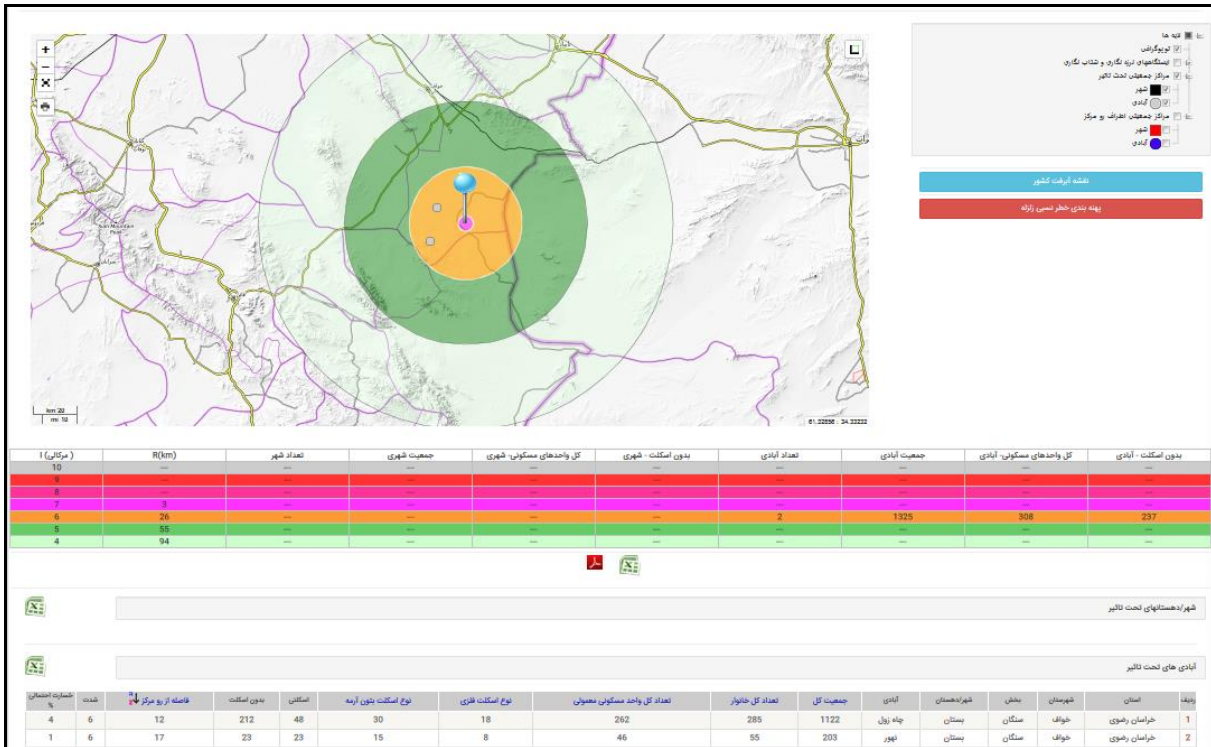 لایه ها
توپوگرافی
ایستگاههای لرزه نگاری و شتاب نگاری
مراکز جمعیتی تحت تاثیر
شهر
آبادی
مراکز جمعیتی اطراف رو مرکز
شهر
آبادی
نقشه آبرفت کشور
پهنه بندی خطر نسبی زلزله
km 20
mi 10
61.22898 : 34.22222
I ( مرکالی) R(km) تعداد شهر جمعیت شهری کل واحدهای مسکونی- شهری بدون اسکلت - شهری تعداد آبادی جمعیت آبادی کل واحدهای مسکونی- آبادی بدون اسکلت - آبادی
10 --- --- --- --- --- --- --- --- ---
9 --- --- --- --- --- --- --- --- ---
8 --- --- --- --- --- --- --- --- ---
7 3 --- --- --- --- --- --- --- ---
6 26 --- --- --- --- 2 1325 308 237
5 55 --- --- --- --- --- --- --- ---
4 94 --- --- --- --- --- --- --- ---
شهر/دهستانهای تحت تاثیر
آبادی های تحت تاثیر
ردیف استان شهرستان بخش شهر/دهستان آبادی جمعیت کل تعداد کل خانوار تعداد کل واحد مسکونی معمولی نوع اسکلت فلزی نوع اسکلت بتون آرمه اسکلتی بدون اسکلت فاصله از رو مرکز شدت خسارت احتمالی %
1 خراسان رضوی خواف سنگان بستان چاه زول 1122 285 262 18 30 48 212 12 6 4
2 خراسان رضوی خواف سنگان بستان نهور 203 55 46 8 15 23 23 17 6 1